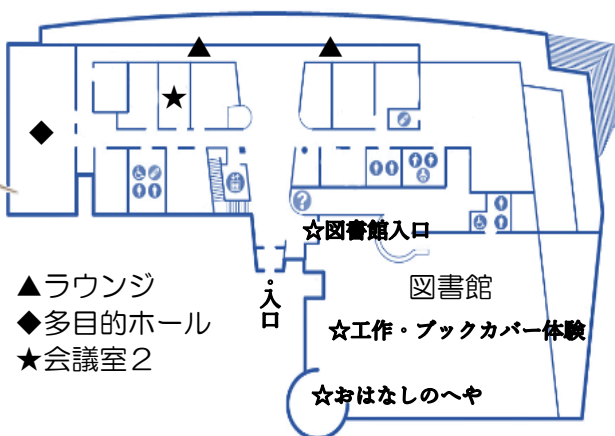 ▲ ▲
★
◆
?
☆図書館入口
・入口
図書館
▲ラウンジ
◆多目的ホール
★会議室2
☆工作・ブックカバー体験
☆おはなしのへや